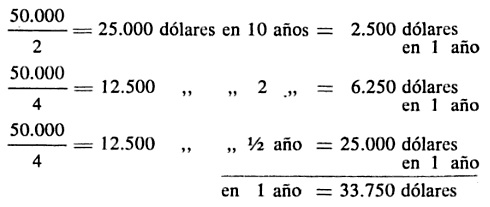 50.000
2
= 25.000 dólares en 10 años = 2.500 dólares
en 1 año
50.000
4
= 12.500 ,, ,, 2 ,, = 6.250 dólares
en 1 año
50.000
4
= 12.500 ,, ,, ½ año = 25.000 dólares
en 1 año
en 1 año = 33.750 dólares